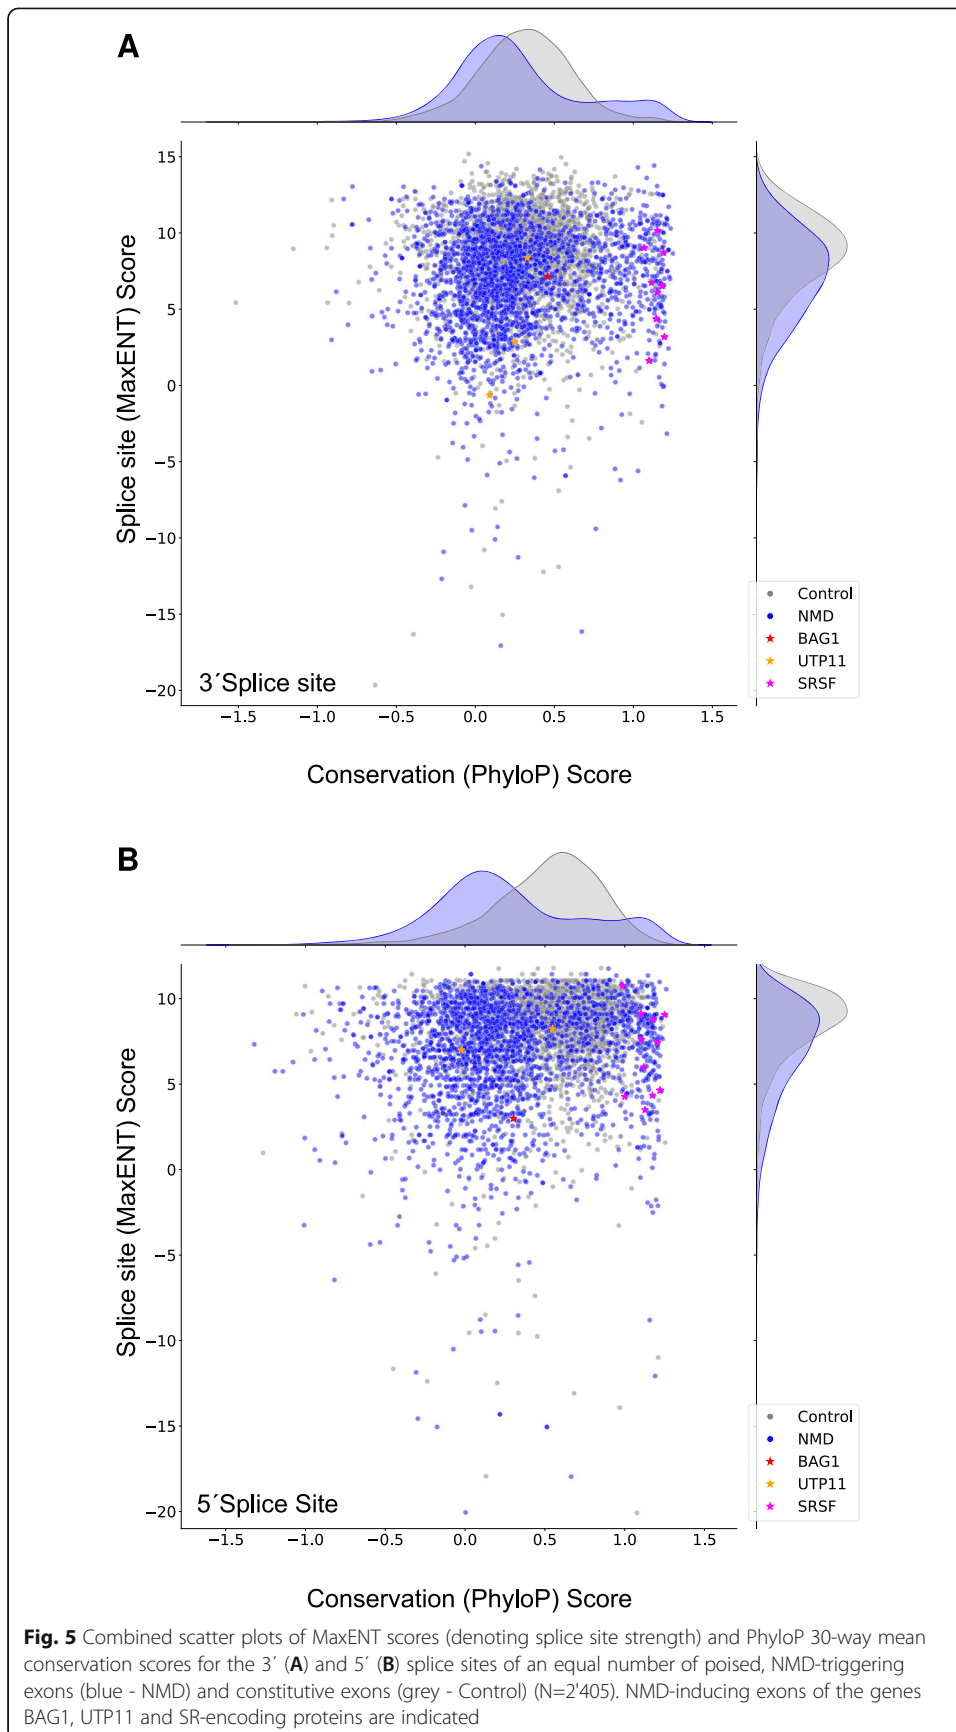 A
15
10
5
0
−5
−10
−15
−20
Splice site (MaxENT) Score
3´Splice site
−1.5 −1.0 −0.5 0.0 0.5 1.0 1.5
Conservation (PhyloP) Score
Control
NMD
BAG1
UTP11
SRSF
B
10
5
0
−5
−10
−15
−20
Splice site (MaxENT) Score
5´Splice Site
−1.5 −1.0 −0.5 0.0 0.5 1.0 1.5
Conservation (PhyloP) Score
Control
NMD
BAG1
UTP11
SRSF
Fig. 5 Combined scatter plots of MaxENT scores (denoting splice site strength) and PhyloP 30-way mean
conservation scores for the 3´ (A) and 5´ (B) splice sites of an equal number of poised, NMD-triggering
exons (blue - NMD) and constitutive exons (grey - Control) (N=2'405). NMD-inducing exons of the genes
BAG1, UTP11 and SR-encoding proteins are indicated